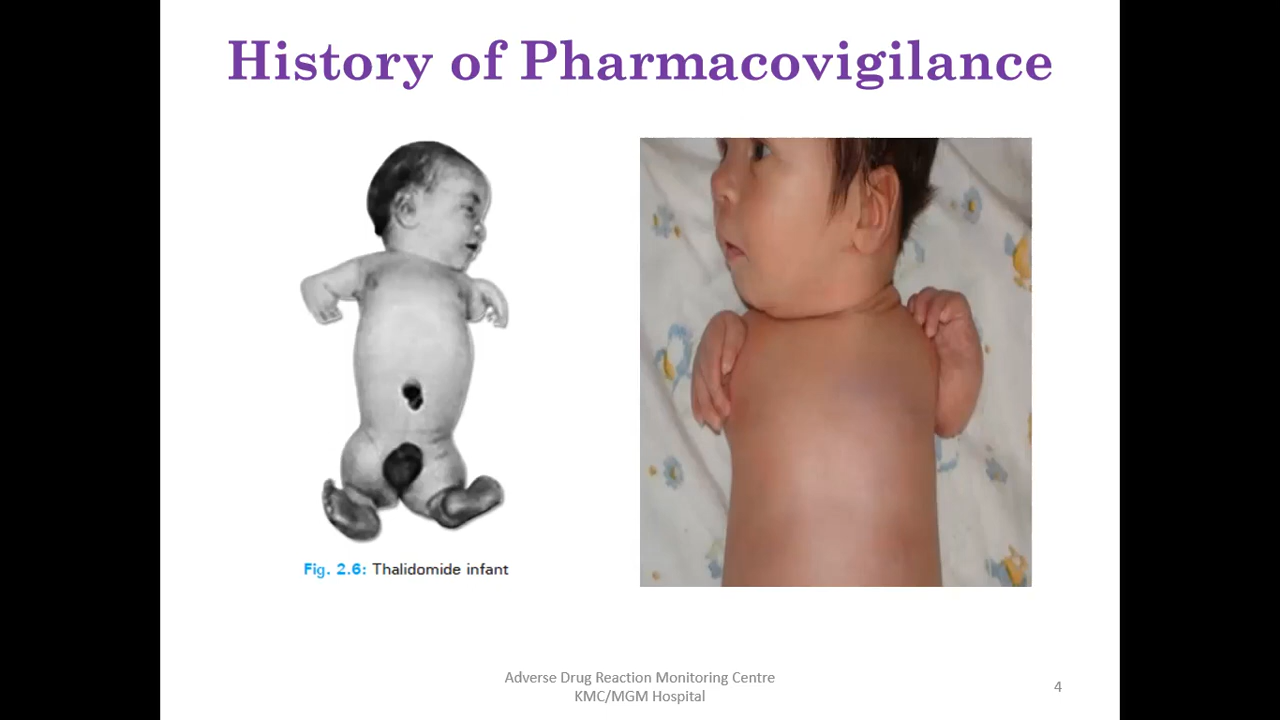 History of Pharmacovigilance
Fig. 2.6: Thalidomide infant
Adverse Drug Reaction Monitoring Centre
KMC/MGM Hospital
4